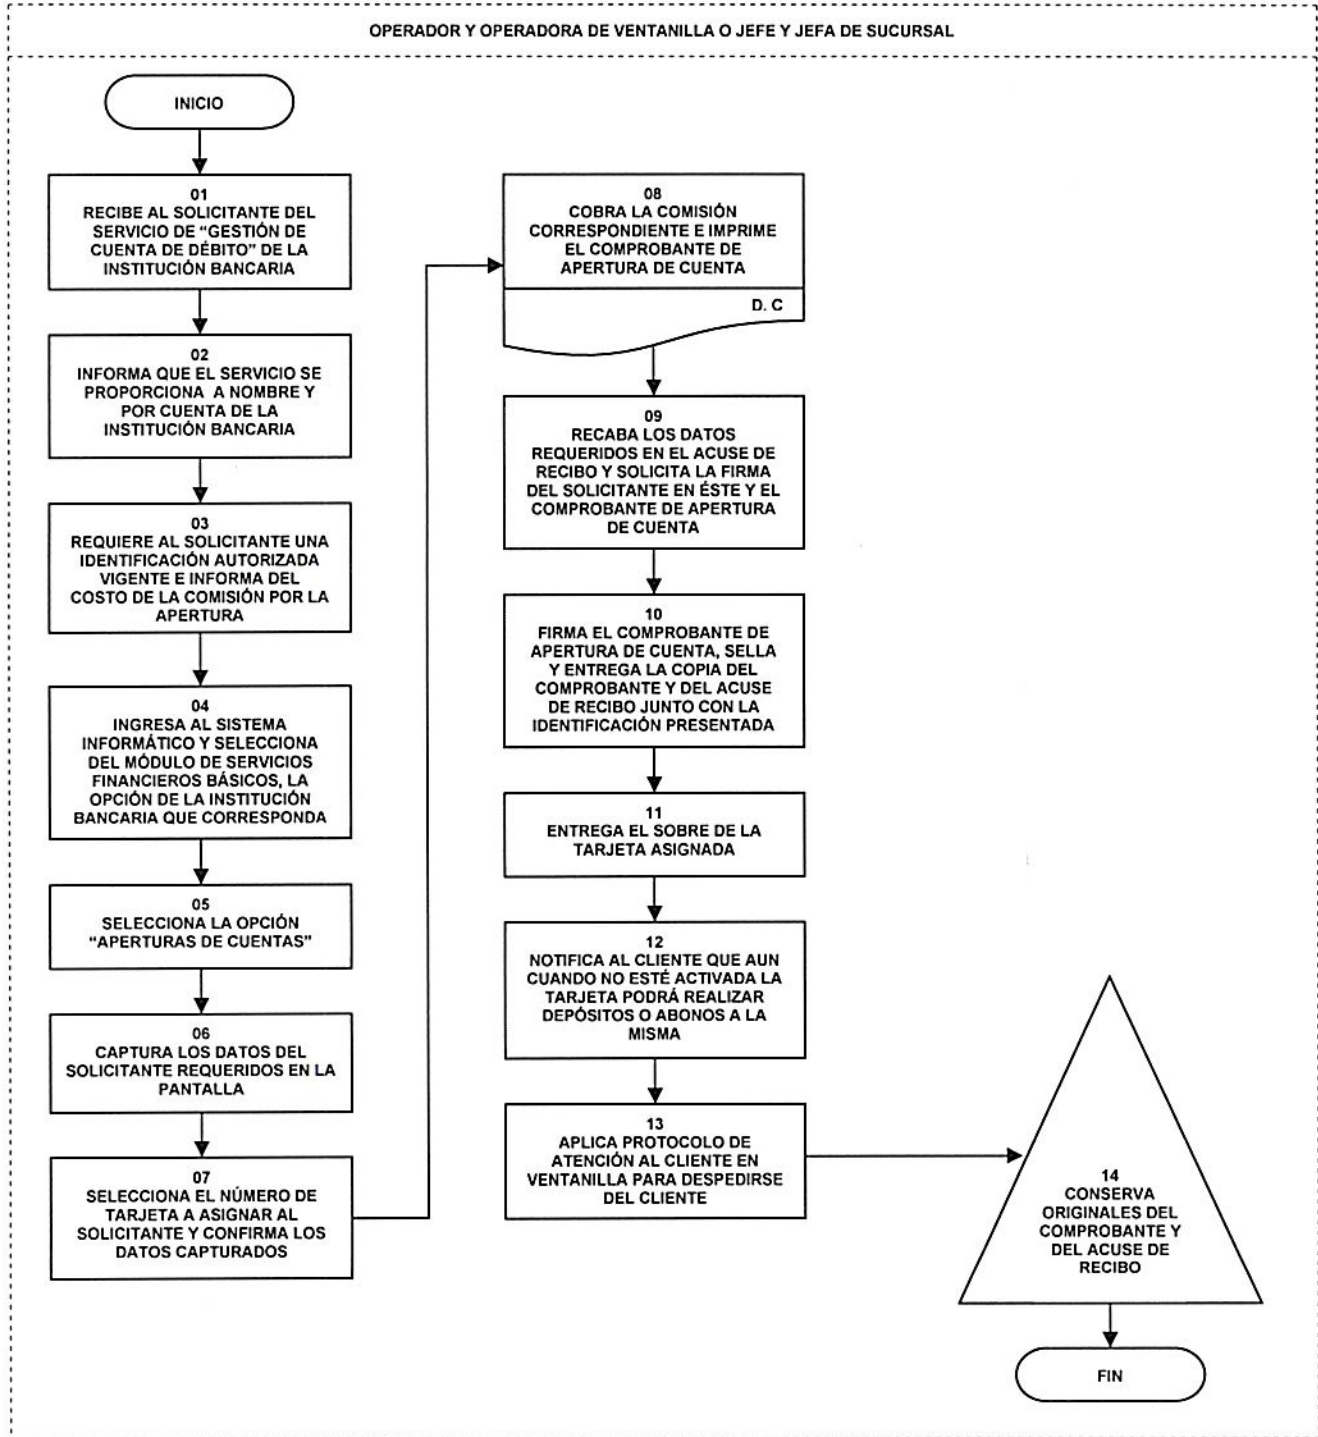 OPERADOR Y OPERADORA DE VENTANILLA O JEFE Y JEFA DE SUCURSAL
INICIO
01
RECIBE AL SOLICITANTE DEL
SERVICIO DE “GESTIÓN DE
CUENTA DE DÉBITO” DE LA
INSTITUCIÓN BANCARIA
02
INFORMA QUE EL SERVICIO SE
PROPORCIONA A NOMBRE Y
POR CUENTA DE LA
INSTITUCIÓN BANCARIA
03
REQUIERE AL SOLICITANTE UNA
IDENTIFICACIÓN AUTORIZADA
VIGENTE E INFORMA DEL
COSTO DE LA COMISIÓN POR LA
APERTURA
04
INGRESA AL SISTEMA
INFORMÁTICO Y SELECCIONA
DEL MÓDULO DE SERVICIOS
FINANCIEROS BÁSICOS, LA
OPCIÓN DE LA INSTITUCIÓN
BANCARIA QUE CORRESPONDA
05
SELECCIONA LA OPCIÓN
“APERTURAS DE CUENTAS”
06
CAPTURA LOS DATOS DEL
SOLICITANTE REQUERIDOS EN LA
PANTALLA
07
SELECCIONA EL NÚMERO DE
TARJETA A ASIGNAR AL
SOLICITANTE Y CONFIRMA LOS
DATOS CAPTURADOS
08
COBRA LA COMISIÓN
CORRESPONDIENTE E IMPRIME
EL COMPROBANTE DE
APERTURA DE CUENTA
D. C
09
RECABA LOS DATOS
REQUERIDOS EN EL ACUSE DE
RECIBO Y SOLICITA LA FIRMA
DEL SOLICITANTE EN ÉSTE Y EL
COMPROBANTE DE APERTURA
DE CUENTA
10
FIRMA EL COMPROBANTE DE
APERTURA DE CUENTA, SELLA
Y ENTREGA LA COPIA DEL
COMPROBANTE Y DEL ACUSE
DE RECIBO JUNTO CON LA
IDENTIFICACIÓN PRESENTADA
11
ENTREGA EL SOBRE DE LA
TARJETA ASIGNADA
12
NOTIFICA AL CLIENTE QUE AUN
CUANDO NO ESTÉ ACTIVADA LA
TARJETA PODRÁ REALIZAR
DEPÓSITOS O ABONOS A LA
MISMA
13
APLICA PROTOCOLO DE
ATENCIÓN AL CLIENTE EN
VENTANILLA PARA DESPEDIRSE
DEL CLIENTE
14
CONSERVA
ORIGINALES DEL
COMPROBANTE Y
DEL ACUSE DE
RECIBO
FIN